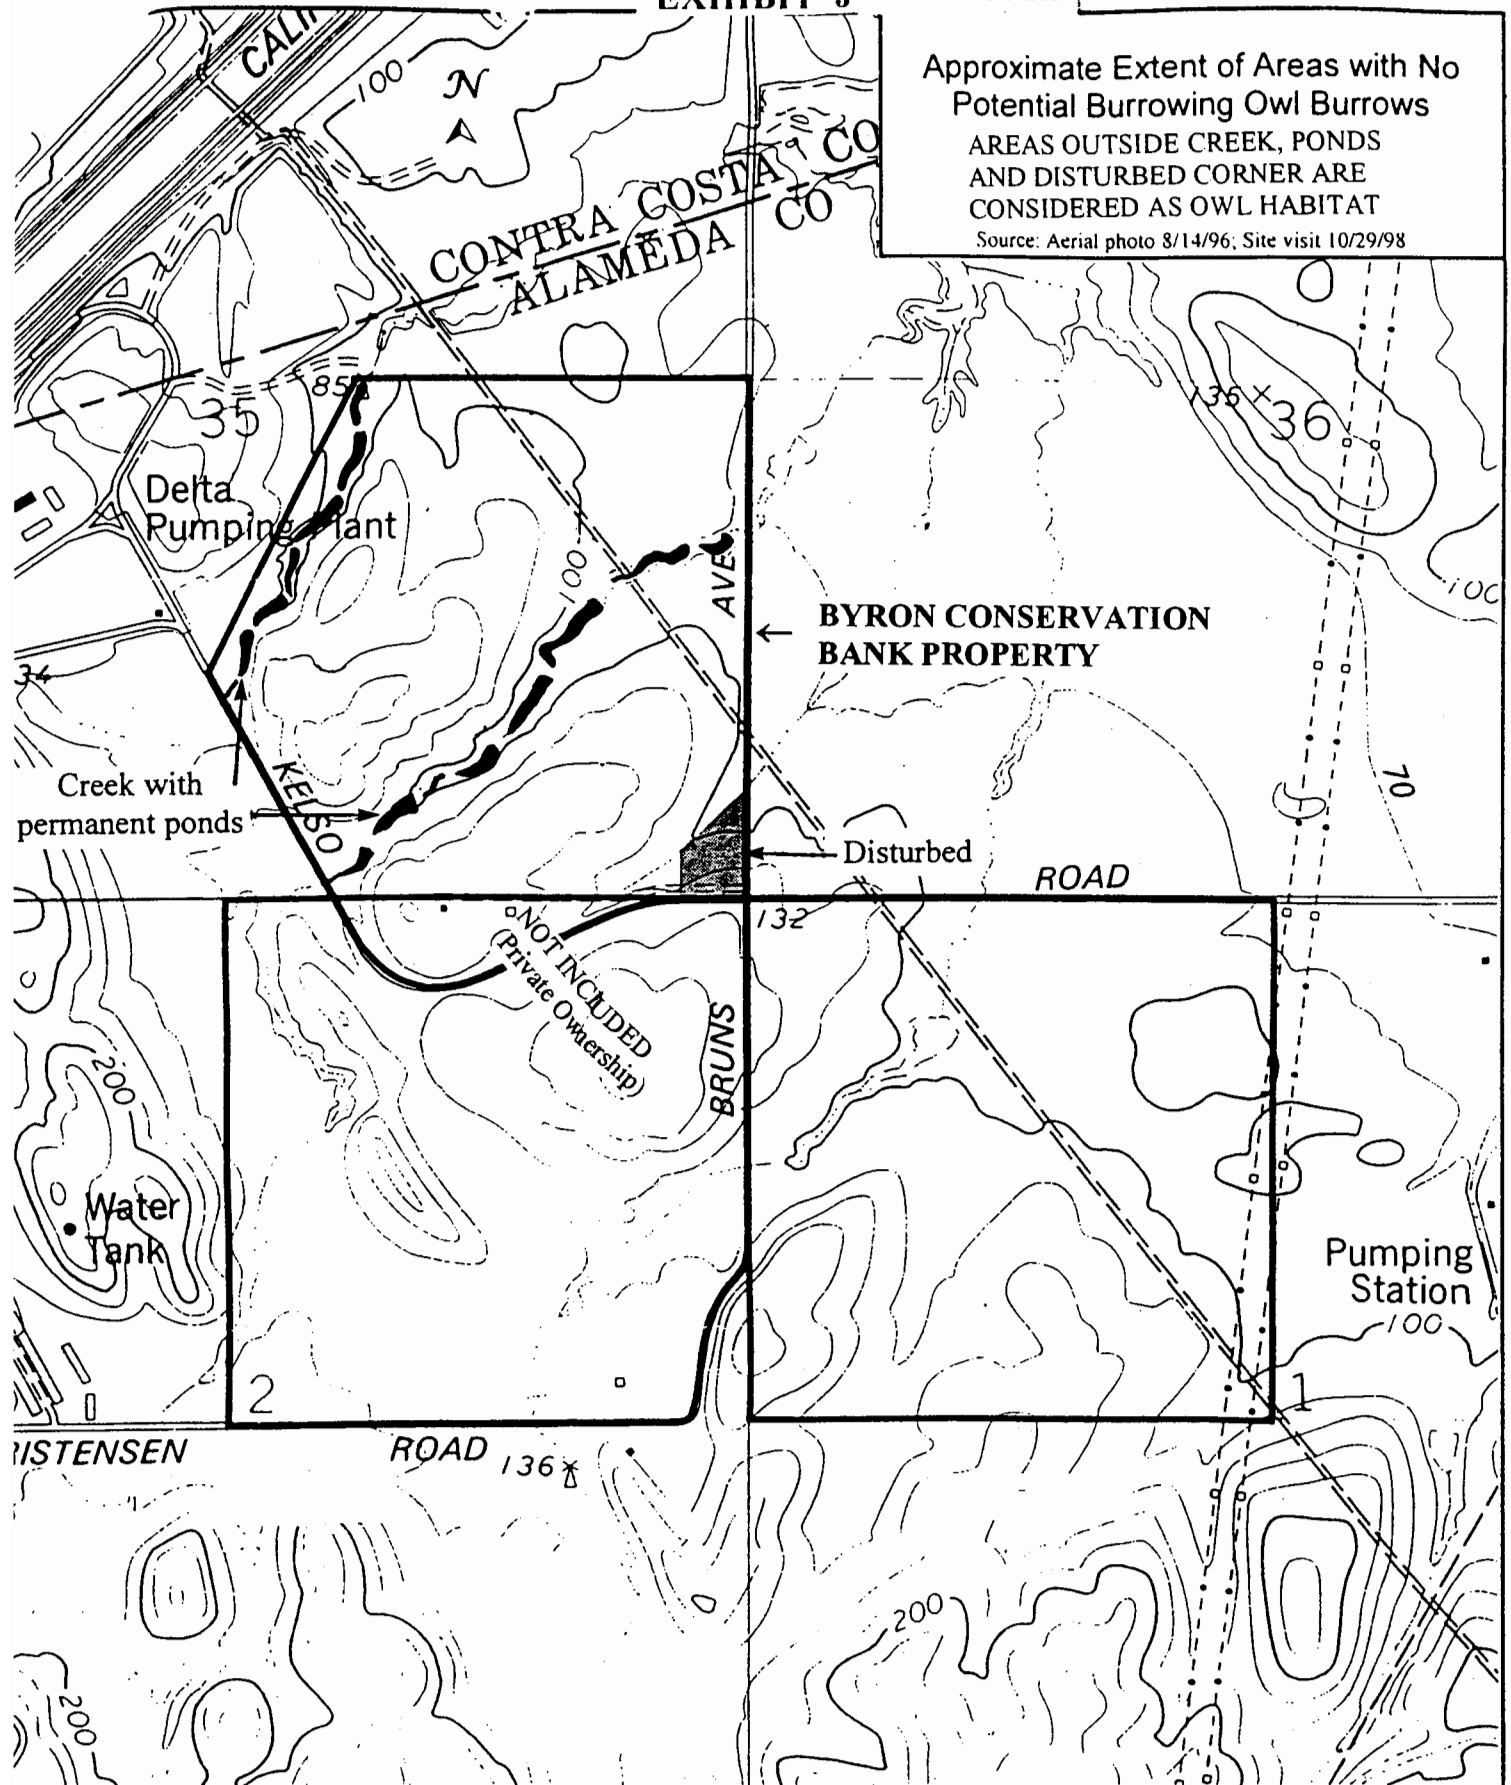 Approximate Extent of Areas with No
Potential Burrowing Owl Burrows
AREAS OUTSIDE CREEK, PONDS
AND DISTURBED CORNER ARE
CONSIDERED AS OWL HABITAT
Source: Aerial photo 8/14/96; Site visit 10/29/98
100
N
CONTRA COSTA CO
ALAMEDA CO
85
35
135
36
Delta
Pumping Plant
100
AVE
100
BYRON CONSERVATION
BANK PROPERTY
34
KELSO
Creek with
permanent ponds
70
Disturbed
ROAD
132
NOT INCLUDED
(Private Ownership)
BRUNS
200
Water
Tank
Pumping
Station
100
2
1
RISTENSEN
ROAD
136
200
200